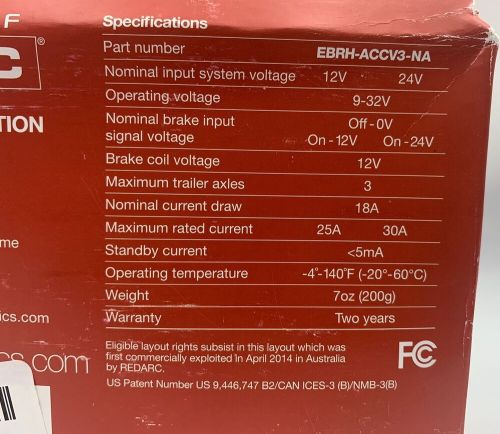 F
C®
TION
me
ics.com
cs.com
Specifications
Part number EBRH-ACCV3-NA
Nominal input system voltage 12V 24V
Operating voltage 9-32V
Nominal brake input Off-0V
signal voltage On-12V On-24V
Brake coil voltage 12V
Maximum trailer axles 3
Nominal current draw 18A
Maximum rated current 25A 30A
Standby current <5mA
Operating temperature -4°-140°F (-20°-60°C)
Weight 7oz (200g)
Warranty Two years
Eligible layout rights subsist in this layout which was
first commercially exploited in April 2014 in Australia
by REDARC.
FC
US Patent Number US 9,446,747 B2/CAN ICES-3 (B)/NMB-3(B)